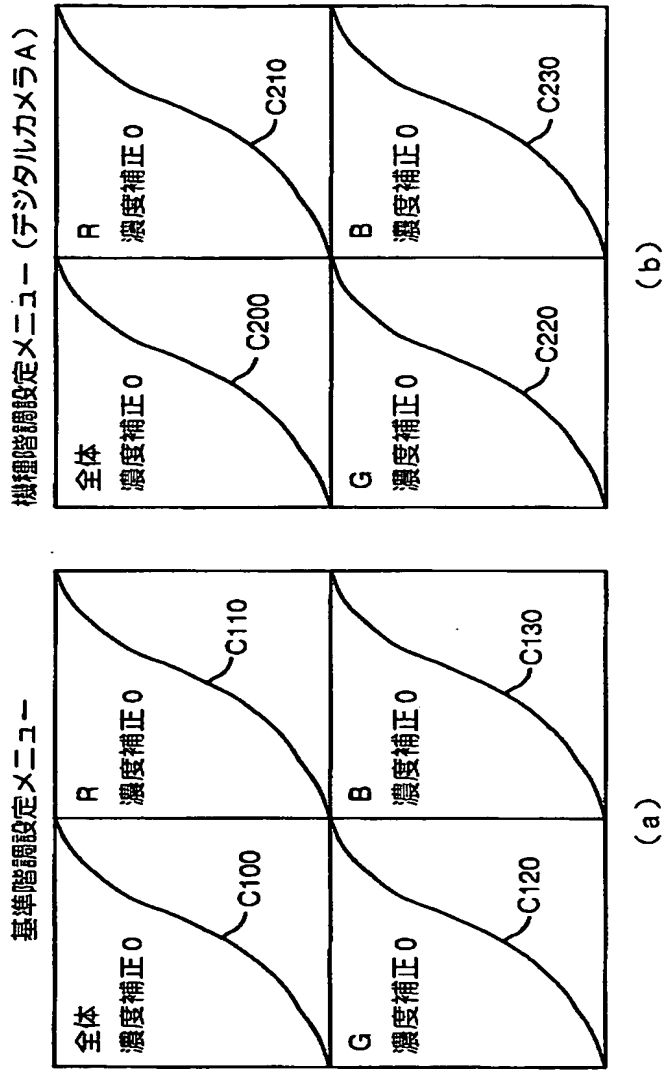 基準階調設定メニュー
全体
濃度補正0
C100
R
濃度補正0
C110
G
濃度補正0
C120
B
濃度補正0
C130
(a)
機種階調設定メニュー(デジタルカメラA)
全体
濃度補正0
C200
R
濃度補正0
C210
G
濃度補正0
C220
B
濃度補正0
C230
(b)